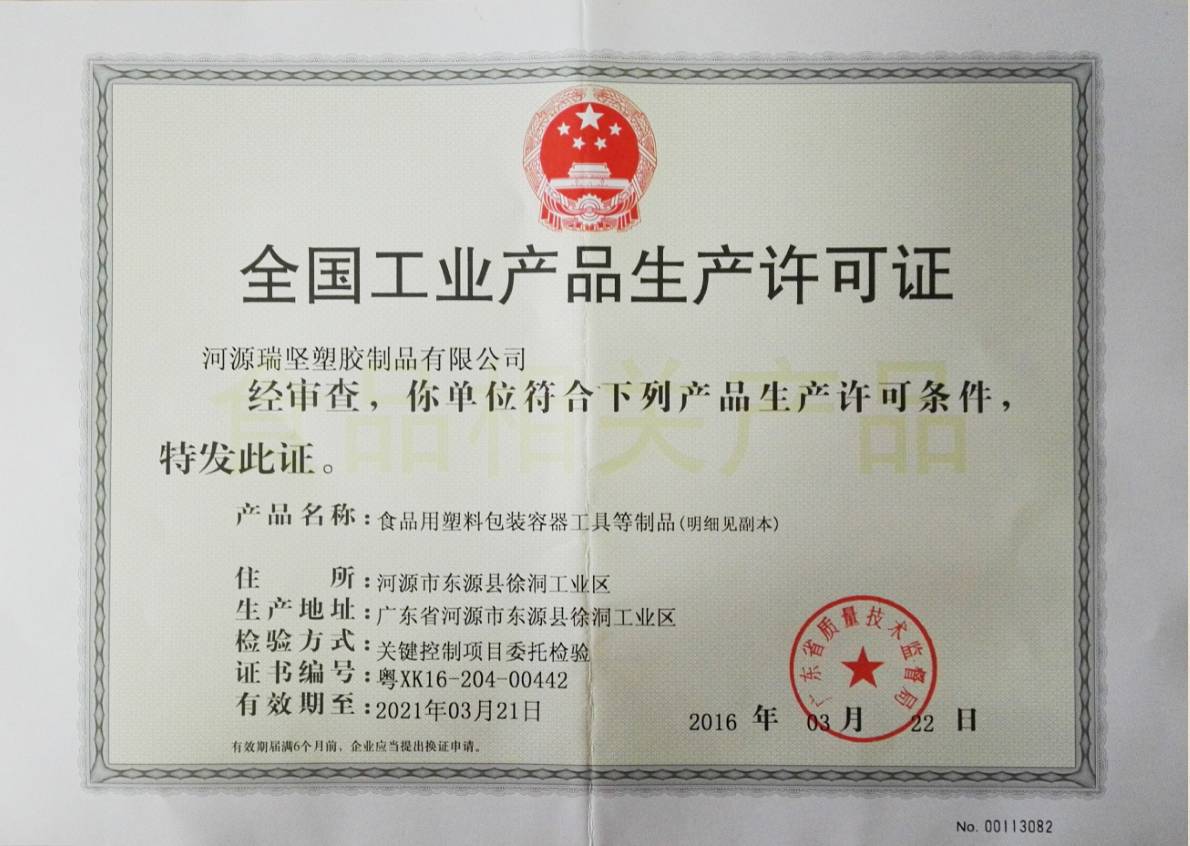 全国工业产品生产许可证
河源瑞坚塑胶制品有限公司
食品相关产品
经审查，你单位符合下列产品生产许可条件，
特发此证。
产品名称：食品用塑料包装容器工具等制品(明细见副本)
住 所：河源市东源县徐洞工业区
生产地址：广东省河源市东源县徐洞工业区
检验方式：关键控制项目委托检验
证书编号：粤XK16-204-00442
有效期至：2021年03月21日
广东省质量技术监督局
2016 年 03 月 22 日
有效期届满6个月前，企业应当提出换证申请。
No. 00113082